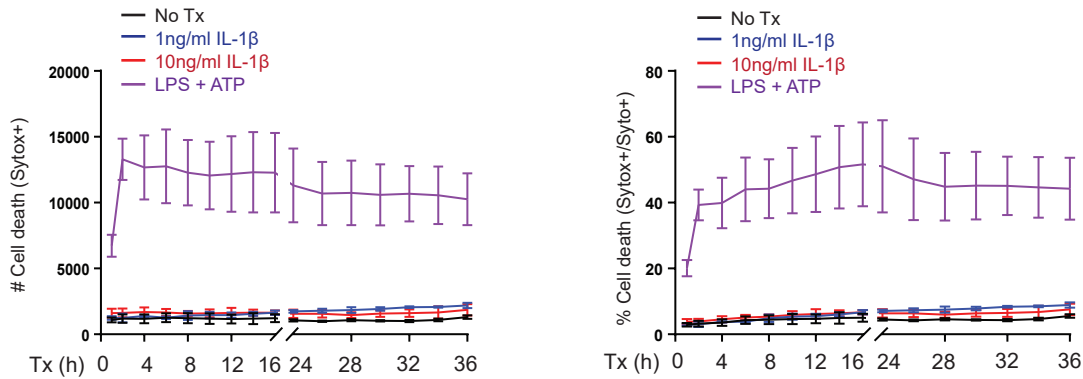 No Tx
1ng/ml IL-1β
10ng/ml IL-1β
LPS + ATP
# Cell death (Sytox+)
20000
15000
10000
5000
0
Tx (h) 0 4 8 12 16 24 28 32 36
No Tx
1ng/ml IL-1β
10ng/ml IL-1β
LPS + ATP
% Cell death (Sytox+/Syto+)
80
60
40
20
0
Tx (h) 0 4 8 12 16 24 28 32 36